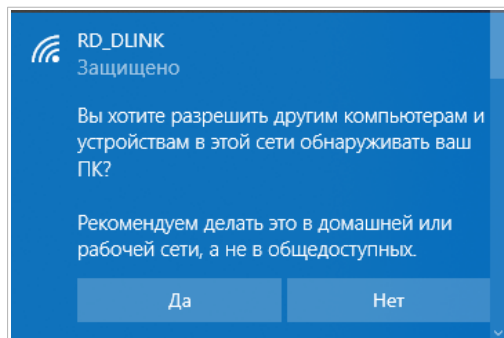 RD_DLINK
Защищено
Вы хотите разрешить другим компьютерам и
устройствам в этой сети обнаруживать ваш
ПК?
Рекомендуем делать это в домашней или
рабочей сети, а не в общедоступных.
Да
Нет